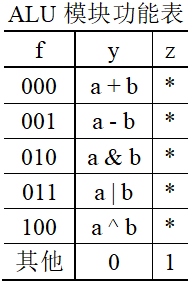 ALU 模块功能表
f y z
000 a + b *
001 a - b *
010 a & b *
011 a | b *
100 a ^ b *
其他 0 1